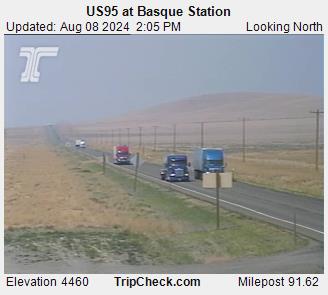 US95 at Basque Station
Updated: Aug 08 2024 2:05 PM Looking North
Elevation 4460 TripCheck.com Milepost 91.62